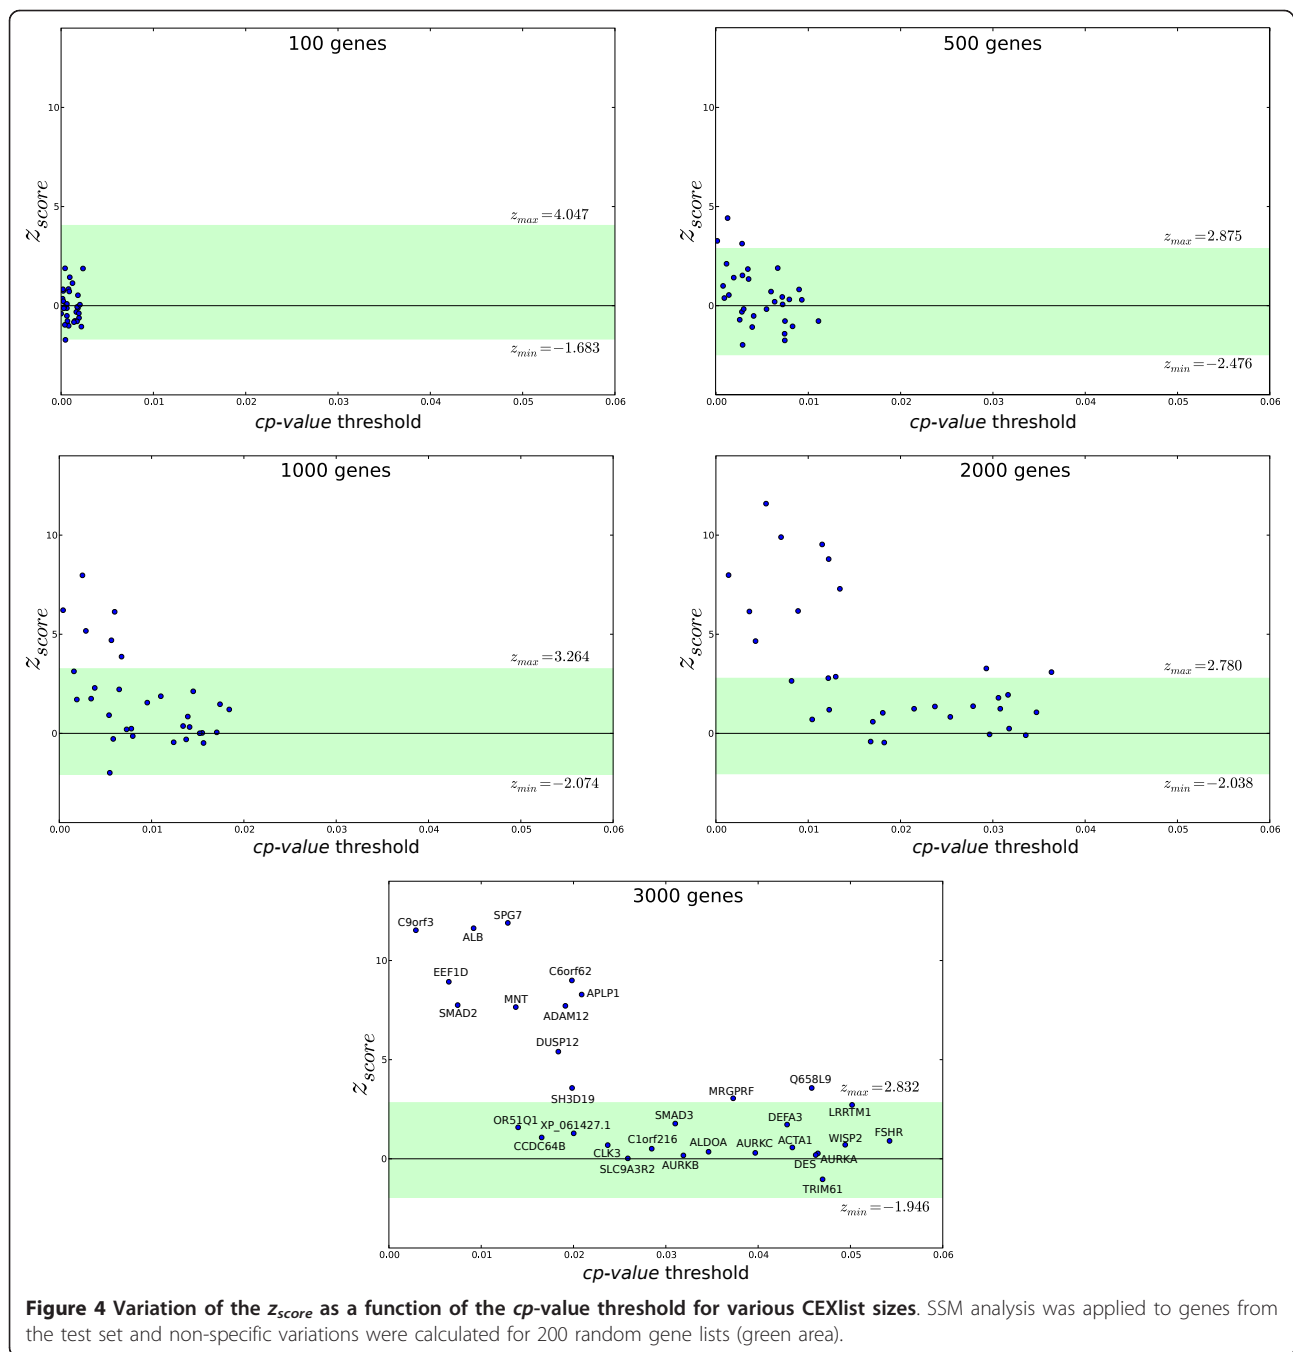 100 genes
10
5
0
z_score
z_max=4.047
z_min=−1.683
0.00 0.01 0.02 0.03 0.04 0.05 0.06
cp-value threshold
500 genes
10
5
0
z_score
z_max=2.875
z_min=−2.476
0.00 0.01 0.02 0.03 0.04 0.05 0.06
cp-value threshold
1000 genes
10
5
0
z_score
z_max=3.264
z_min=−2.074
0.00 0.01 0.02 0.03 0.04 0.05 0.06
cp-value threshold
2000 genes
10
5
0
z_score
z_max=2.780
z_min=−2.038
0.00 0.01 0.02 0.03 0.04 0.05 0.06
cp-value threshold
3000 genes
C9orf3
SPG7
ALB
10
EEF1D
C6orf62
APLP1
SMAD2
MNT
ADAM12
DUSP12
5
z_score
SH3D19
MRGPRF
Q658L9
z_max=2.832
LRRTM1
OR51Q1
XP_061427.1
SMAD3
DEFA3
CCDC64B
CLK3
C1orf216
ALDOA
AURKC
ACTA1
WISP2
FSHR
0
SLC9A3R2
AURKB
DES
AURKA
TRIM61
z_min=−1.946
0.00 0.01 0.02 0.03 0.04 0.05 0.06
cp-value threshold
Figure 4 Variation of the z_score as a function of the cp-value threshold for various CEXlist sizes. SSM analysis was applied to genes from
the test set and non-specific variations were calculated for 200 random gene lists (green area).